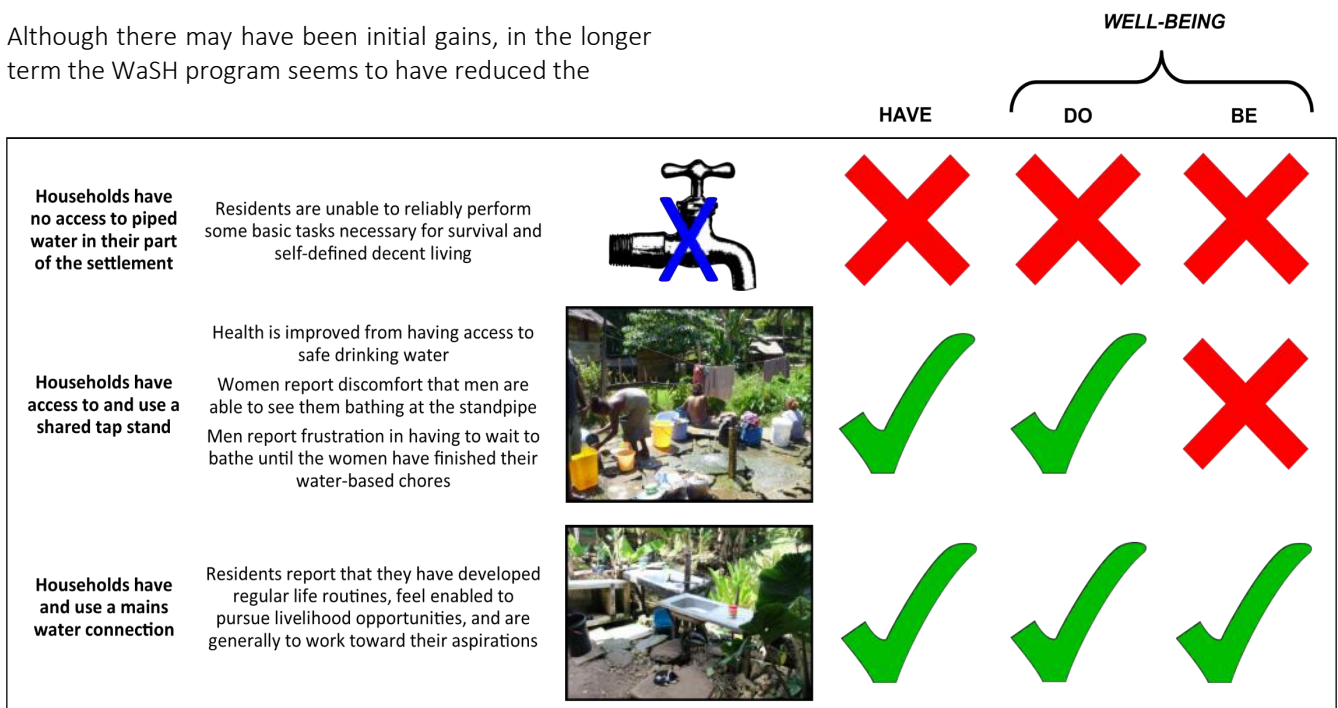 Although there may have been initial gains, in the longer
term the WaSH program seems to have reduced the
WELL-BEING
HAVE
DO
BE
Households have
no access to piped
water in their part
of the settlement
Residents are unable to reliably perform
some basic tasks necessary for survival and
self-defined decent living
Households have
access to and use a
shared tap stand
Health is improved from having access to
safe drinking water
Women report discomfort that men are
able to see them bathing at the standpipe
Men report frustration in having to wait to
bathe until the women have finished their
water-based chores
Households have
and use a mains
water connection
Residents report that they have developed
regular life routines, feel enabled to
pursue livelihood opportunities, and are
generally to work toward their aspirations